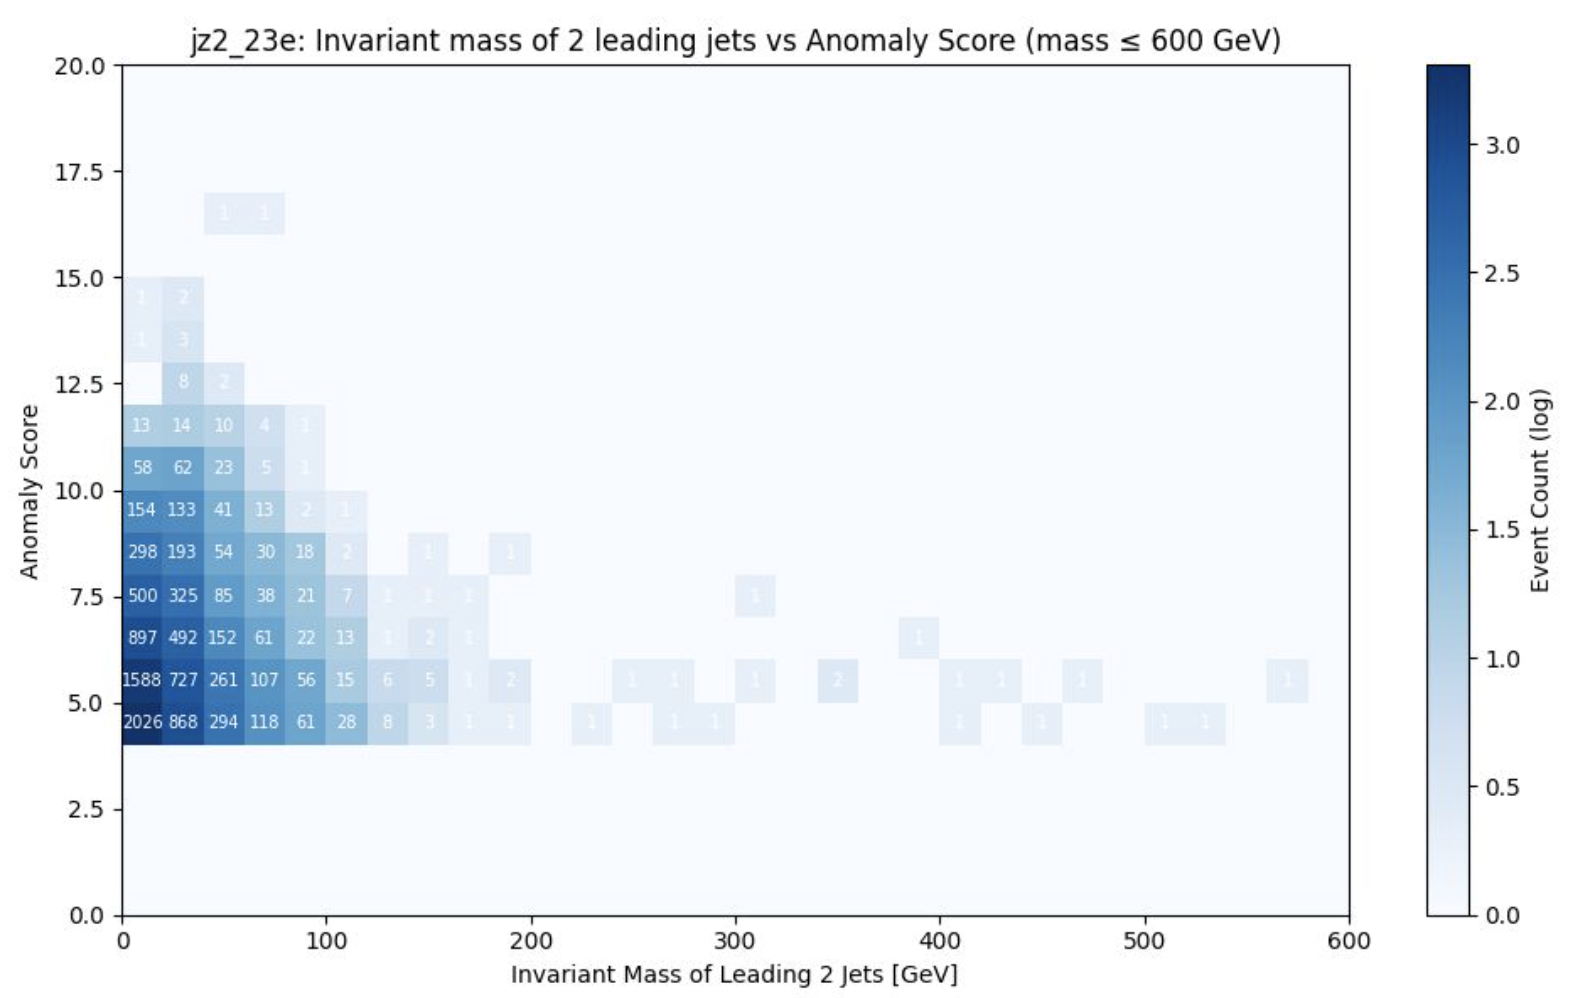 jz2_23e: Invariant mass of 2 leading jets vs Anomaly Score (mass ≤ 600 GeV)
20.0
17.5
15.0
12.5
10.0
7.5
5.0
2.5
0.0
Anomaly Score
1 1
1 2
1 3
8 2
13 14 10 4 1
58 62 23 5 1
154 133 41 13 2 1
298 193 54 30 18 2 1 1
500 325 85 38 21 7 1 1 1 1
897 492 152 61 22 13 1 2 1 1
1588 727 261 107 56 15 6 5 1 2 1 1 1 2 1 1 1 1
2026 868 294 118 61 28 8 3 1 1 1 1 1 1 1 1 1
0 100 200 300 400 500 600
Invariant Mass of Leading 2 Jets [GeV]
3.0
2.5
2.0
1.5
1.0
0.5
0.0
Event Count (log)